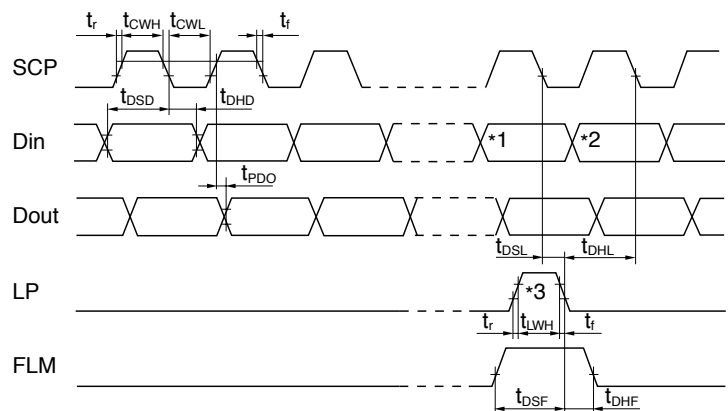 tr tCWH tCWL tf
SCP
tDSD tDHD
Din *1 *2
tPDO
Dout
tDSL tDHL
LP *3
tr tLWH tf
FLM
tDSF tDHF